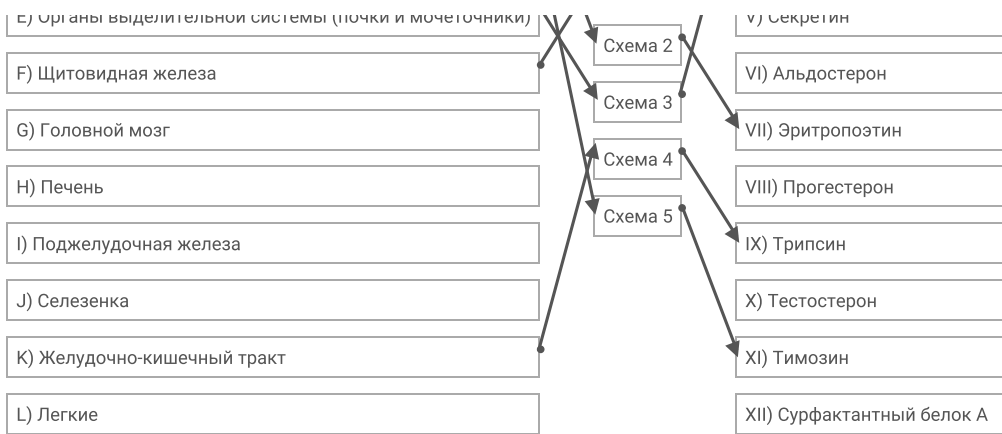 E) Органы выделительной системы (почки и мочеточники)
F) Щитовидная железа
G) Головной мозг
H) Печень
I) Поджелудочная железа
J) Селезенка
K) Желудочно-кишечный тракт
L) Легкие
Схема 2
Схема 3
Схема 4
Схема 5
V) Секретин
VI) Альдостерон
VII) Эритропоэтин
VIII) Прогестерон
IX) Трипсин
X) Тестостерон
XI) Тимозин
XII) Сурфактантный белок А